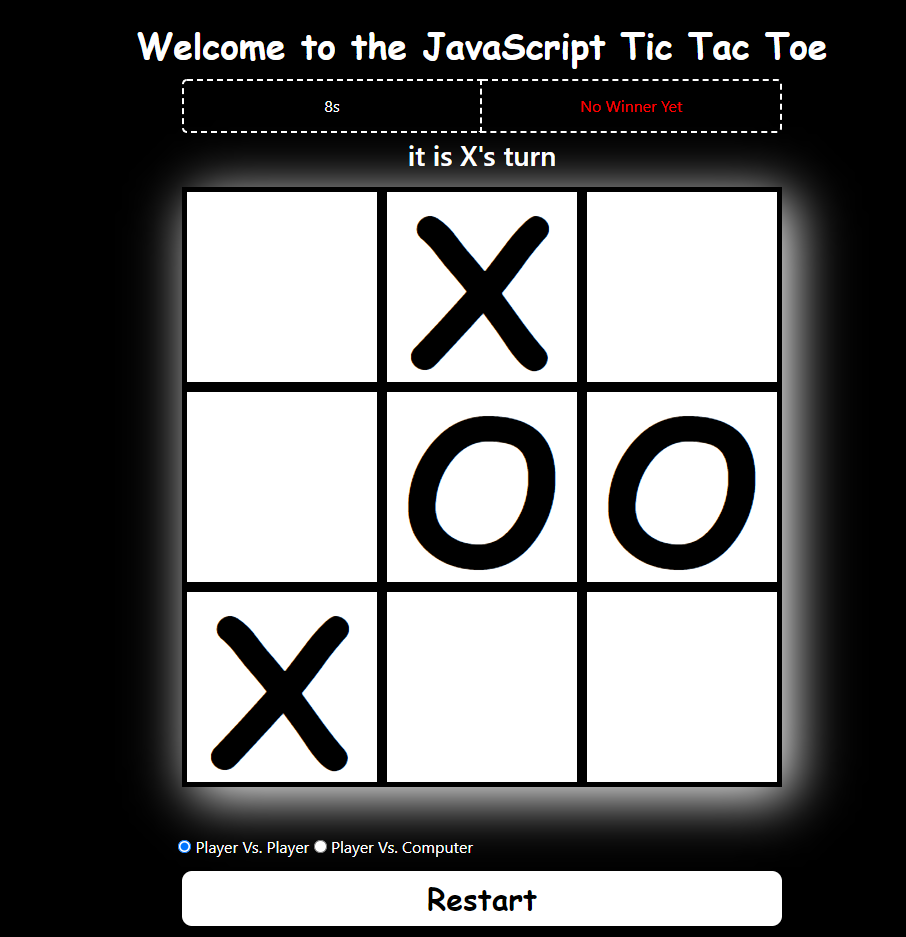 Welcome to the JavaScript Tic Tac Toe
8s No Winner Yet
it is X's turn
X
O O
X
Player Vs. Player Player Vs. Computer
Restart